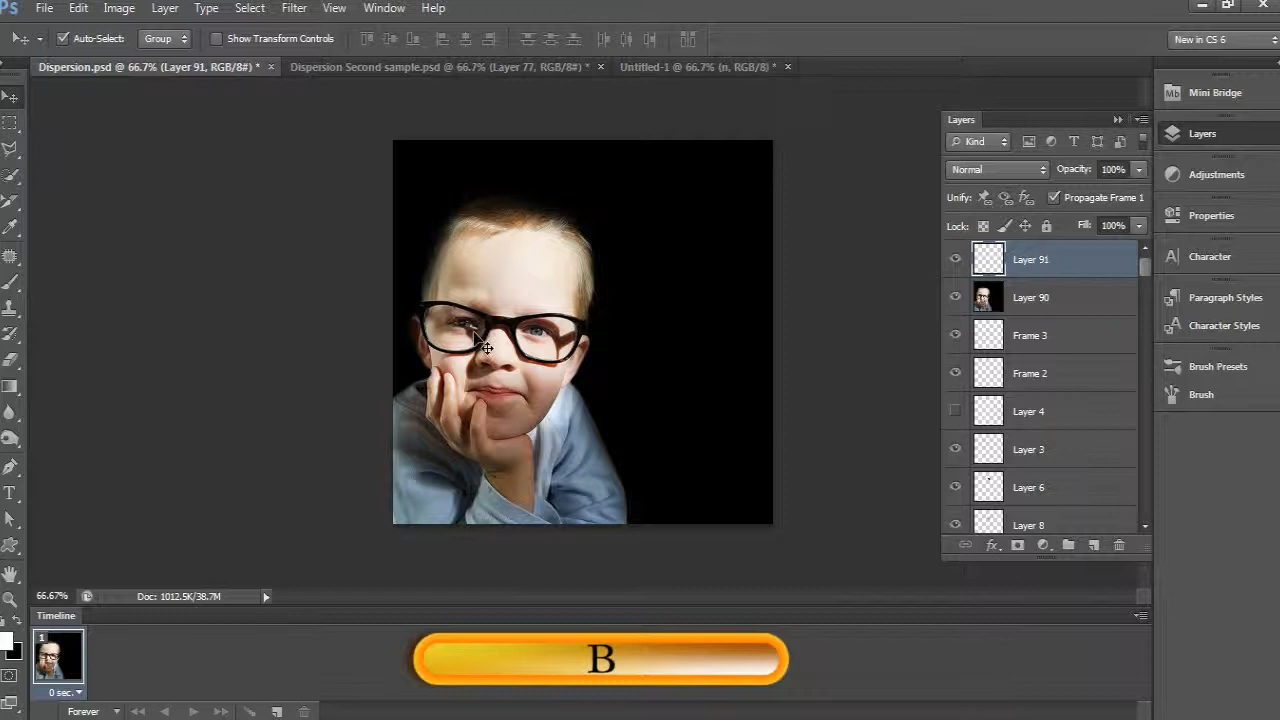 Ps File Edit Image Layer Type Select Filter View Window Help
Auto-Select: Group Show Transform Controls New in CS 6
Dispersion.psd @ 66.7% (Layer 91, RGB/8#) * × Dispersion Second sample.psd @ 66.7% (Layer 77, RGB/8#) * × Untitled-1 @ 66.7% (n, RGB/8) * ×
Mb Mini Bridge
Layers
Adjustments
Properties
Character
Paragraph Styles
Character Styles
Brush Presets
Brush
Layers
Kind
Normal Opacity: 100%
Unify: Propagate Frame 1
Lock: Fill: 100%
Layer 91
Layer 90
Frame 3
Frame 2
Layer 4
Layer 3
Layer 6
Layer 8
66.67% Doc: 1012.5K/38.7M
Timeline
1
0 sec.
Forever
B